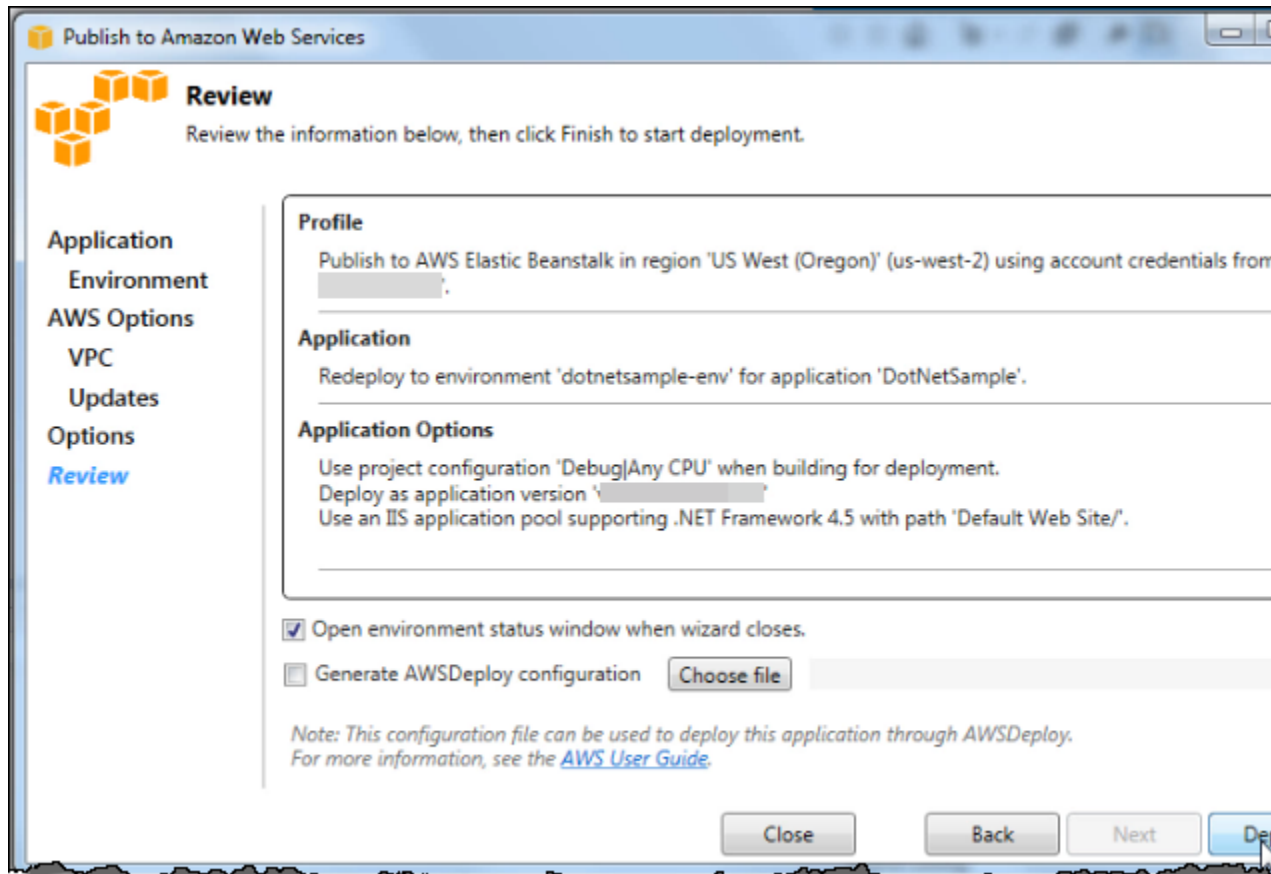 Publish to Amazon Web Services
Review
Review the information below, then click Finish to start deployment.
Application
Environment
AWS Options
VPC
Updates
Options
Review
Profile
Publish to AWS Elastic Beanstalk in region 'US West (Oregon)' (us-west-2) using account credentials from
'.
Application
Redeploy to environment 'dotnetsample-env' for application 'DotNetSample'.
Application Options
Use project configuration 'Debug|Any CPU' when building for deployment.
Deploy as application version '
Use an IIS application pool supporting .NET Framework 4.5 with path 'Default Web Site/'.
Open environment status window when wizard closes.
Generate AWSDeploy configuration Choose file
Note: This configuration file can be used to deploy this application through AWSDeploy.
For more information, see the AWS User Guide.
Close Back Next